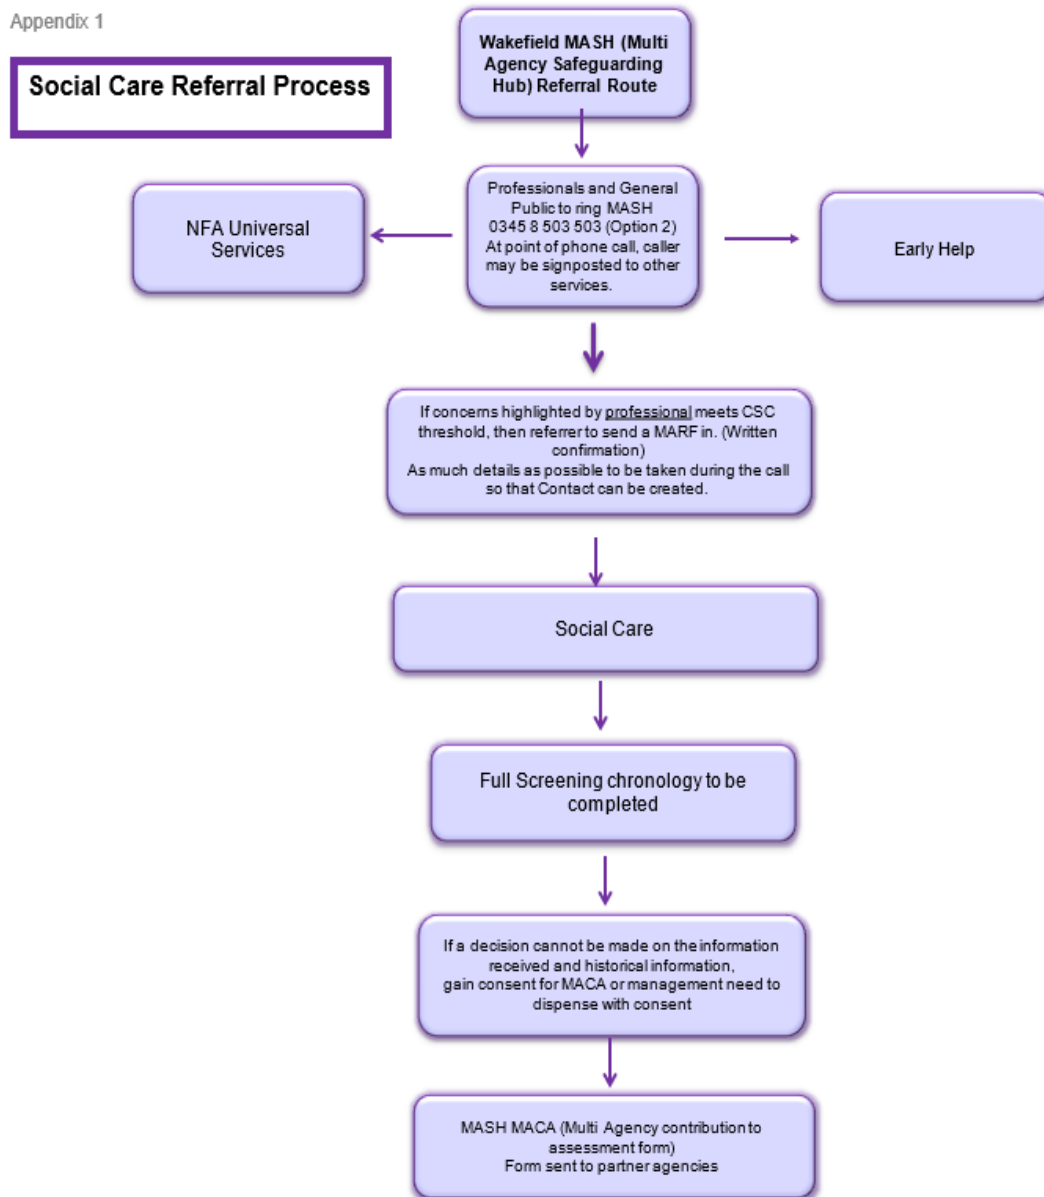 Appendix 1
Social Care Referral Process
Wakefield MASH (Multi
Agency Safeguarding
Hub) Referral Route
NFA Universal
Services
Professionals and General
Public to ring MASH
0345 8 503 503 (Option 2)
At point of phone call, caller
may be signposted to other
services.
Early Help
If concerns highlighted by professional meets CSC
threshold, then referrer to send a MARF in. (Written
confirmation)
As much details as possible to be taken during the call
so that Contact can be created.
Social Care
Full Screening chronology to be
completed
If a decision cannot be made on the information
received and historical information,
gain consent for MACA or management need to
dispense with consent
MASH MACA (Multi Agency contribution to
assessment form)
Form sent to partner agencies